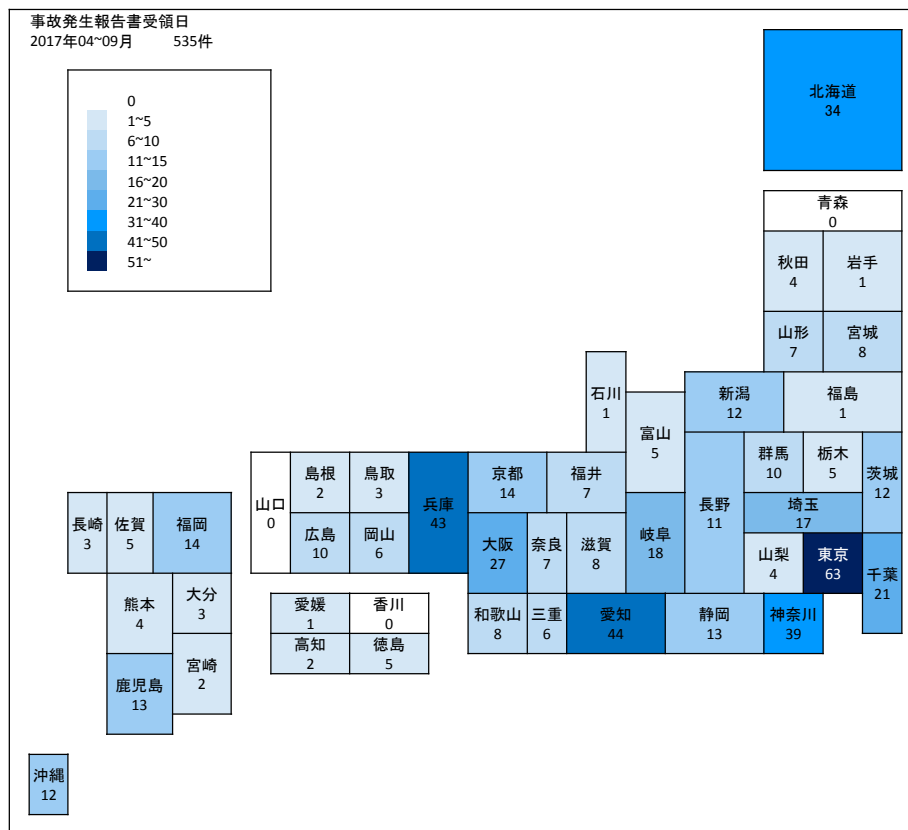 事故発生報告書受領日
2017年04~09月 535件
0
1~5
6~10
11~15
16~20
21~30
31~40
41~50
51~
北海道
34
青森
0
秋田
4
岩手
1
山形
7
宮城
8
石川
1
新潟
12
福島
1
富山
5
群馬
10
栃木
5
茨城
12
山口
0
島根
2
鳥取
3
兵庫
43
京都
14
福井
7
長野
11
長崎
3
佐賀
5
福岡
14
広島
10
岡山
6
大阪
27
奈良
7
滋賀
8
岐阜
18
埼玉
17
山梨
4
東京
63
千葉
21
熊本
4
大分
3
愛媛
1
香川
0
和歌山
8
三重
6
愛知
44
静岡
13
神奈川
39
高知
2
徳島
5
宮崎
2
鹿児島
13
沖縄
12